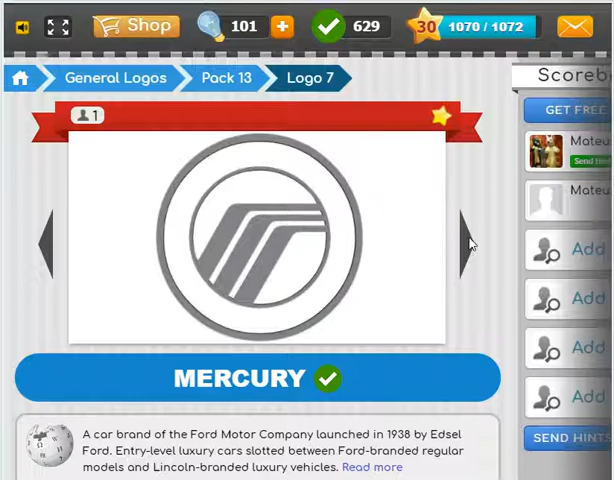 Shop 101 629 30 1070 / 1072
General Logos Pack 13 Logo 7
1
MERCURY
A car brand of the Ford Motor Company launched in 1938 by Edsel
Ford. Entry-level luxury cars slotted between Ford-branded regular
models and Lincoln-branded luxury vehicles. Read more
Scoreb
GET FREE
Mateu
Mateu
Add
Add
Add
Add
SEND HINTS